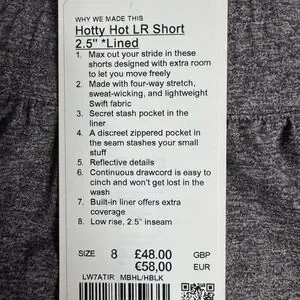 WHY WE MADE THIS
Hotty Hot LR Short
2.5" *Lined
1. Max out your stride in these
shorts designed with extra room
to let you move freely
2. Made with four-way stretch,
sweat-wicking, and lightweight
Swift fabric
3. Secret stash pocket in the
liner
4. A discreet zippered pocket in
the seam stashes your small
stuff
5. Reflective details
6. Continuous drawcord is easy to
cinch and won't get lost in the
wash
7. Built-in liner offers extra
coverage
8. Low rise, 2.5" inseam
SIZE 8 £48.00 GBP
€58,00 EUR
LW7ATIR MBHL/HBLK